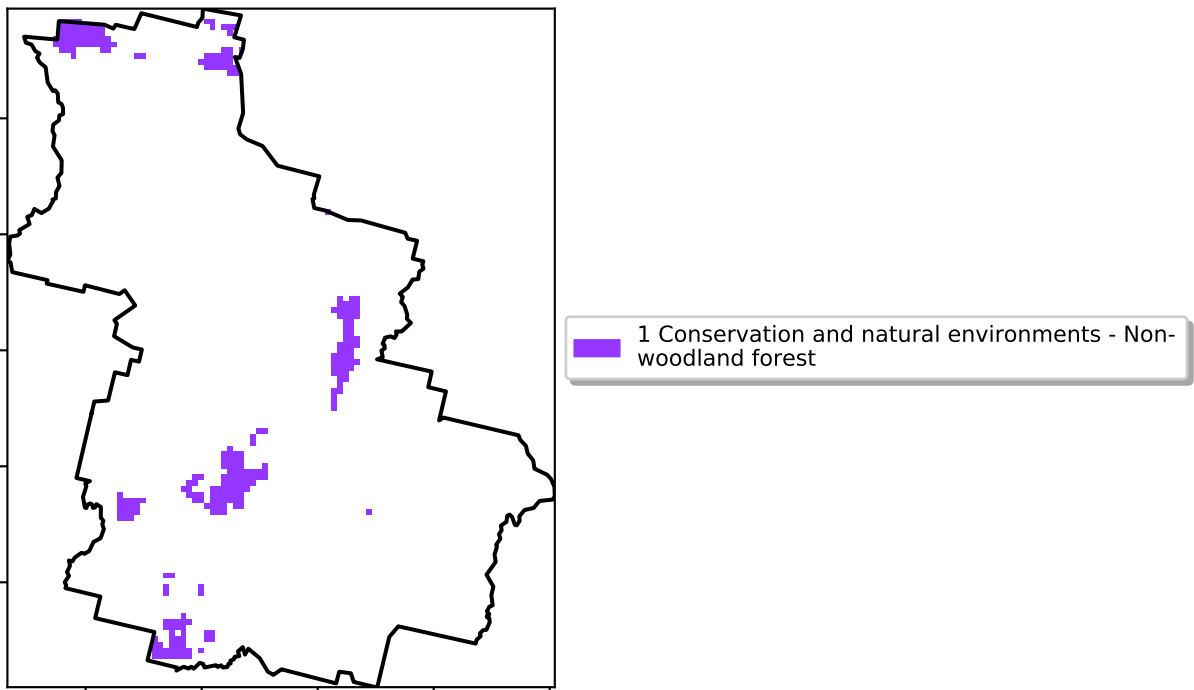 1 Conservation and natural environments - Non-
woodland forest